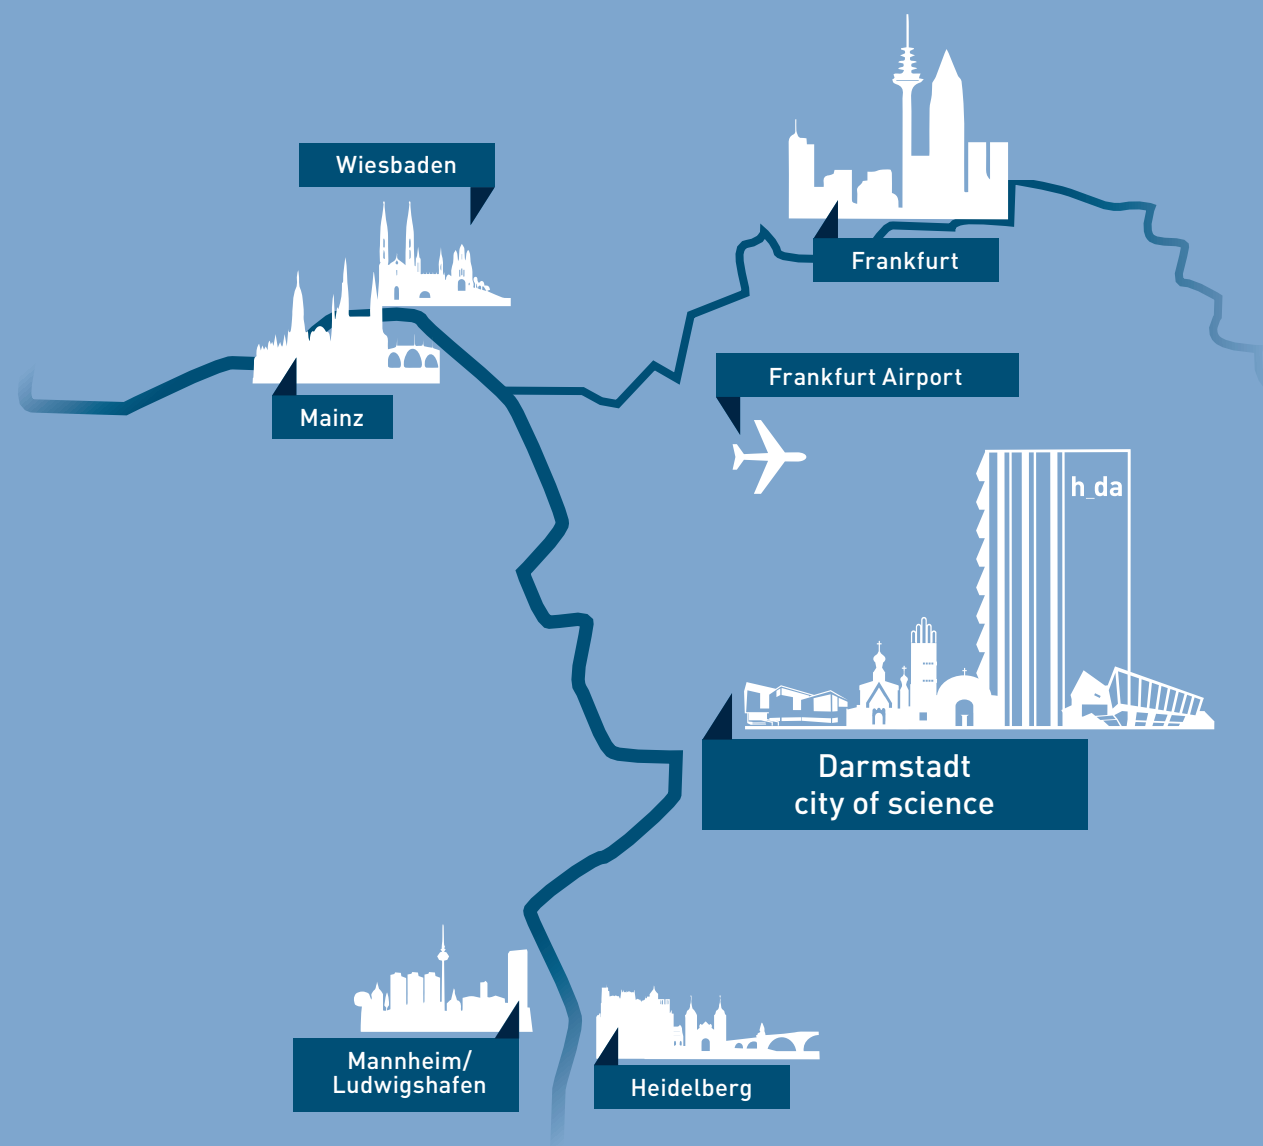 Wiesbaden
Frankfurt
Frankfurt Airport
Mainz
h_da
Darmstadt
city of science
Mannheim/
Ludwigshafen
Heidelberg